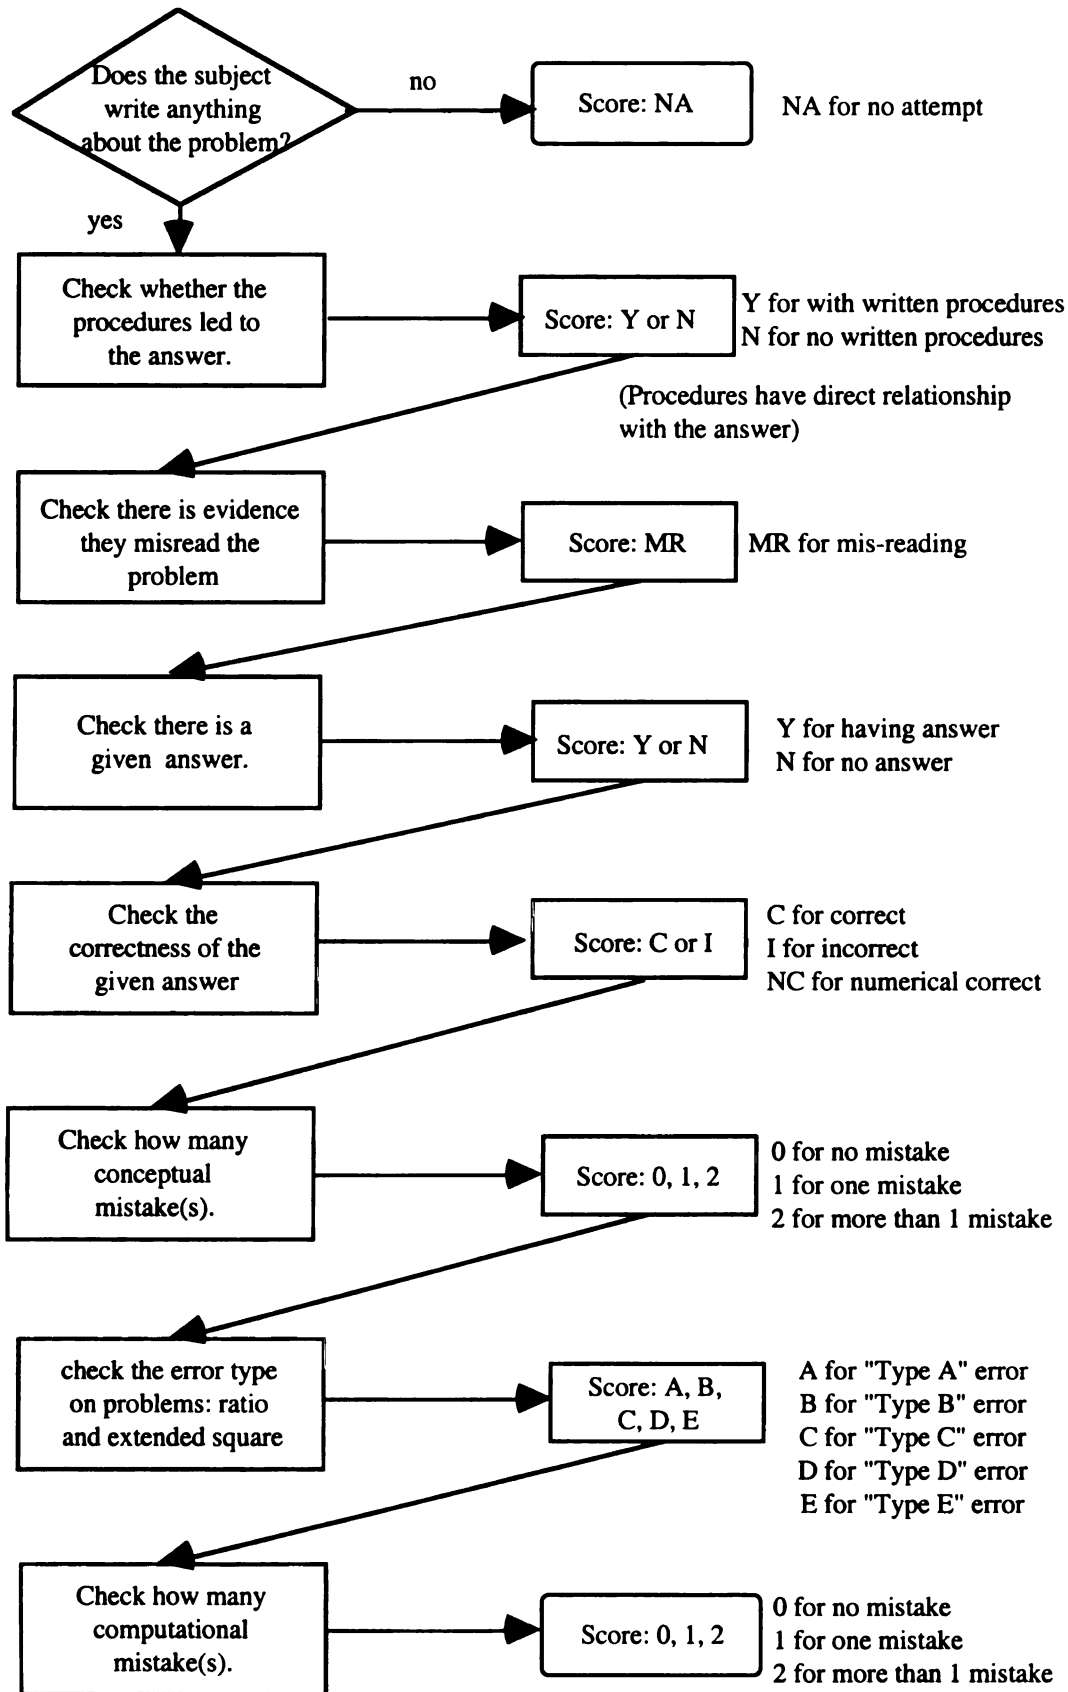 Does the subject
write anything
about the problem?
no
Score: NA
NA for no attempt
yes
Check whether the
procedures led to
the answer.
Score: Y or N
Y for with written procedures
N for no written procedures
(Procedures have direct relationship
with the answer)
Check there is evidence
they misread the
problem
Score: MR
MR for mis-reading
Check there is a
given answer.
Score: Y or N
Y for having answer
N for no answer
Check the
correctness of the
given answer
Score: C or I
C for correct
I for incorrect
NC for numerical correct
Check how many
conceptual
mistake(s).
Score: 0, 1, 2
0 for no mistake
1 for one mistake
2 for more than 1 mistake
check the error type
on problems: ratio
and extended square
Score: A, B,
C, D, E
A for "Type A" error
B for "Type B" error
C for "Type C" error
D for "Type D" error
E for "Type E" error
Check how many
computational
mistake(s).
Score: 0, 1, 2
0 for no mistake
1 for one mistake
2 for more than 1 mistake